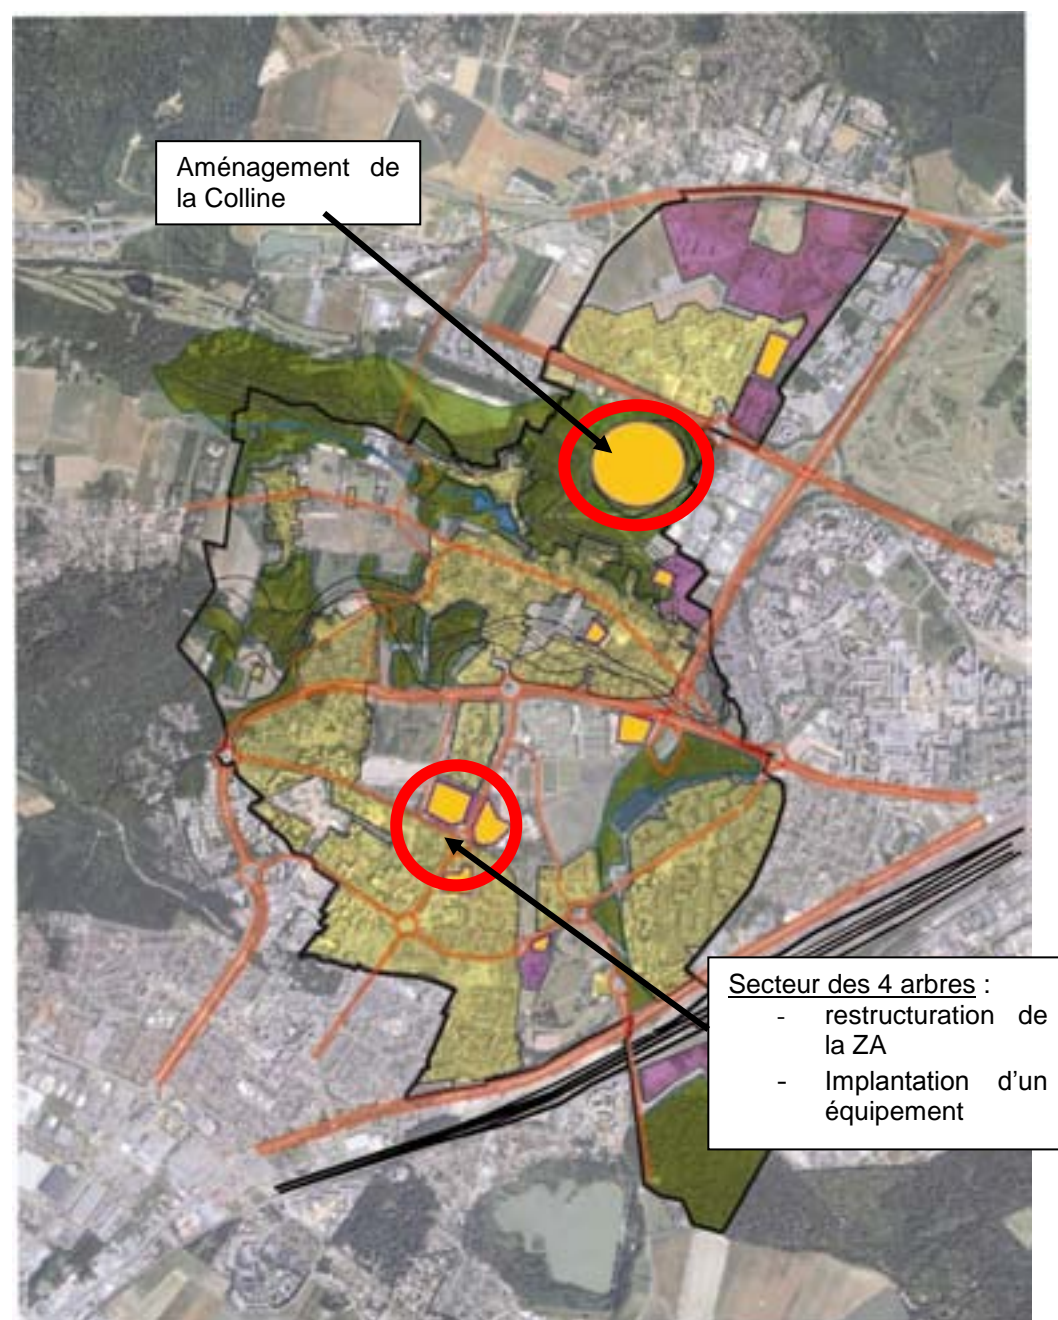 Aménagement de
la Colline
Secteur des 4 arbres :
- restructuration de
la ZA
- Implantation d’un
équipement